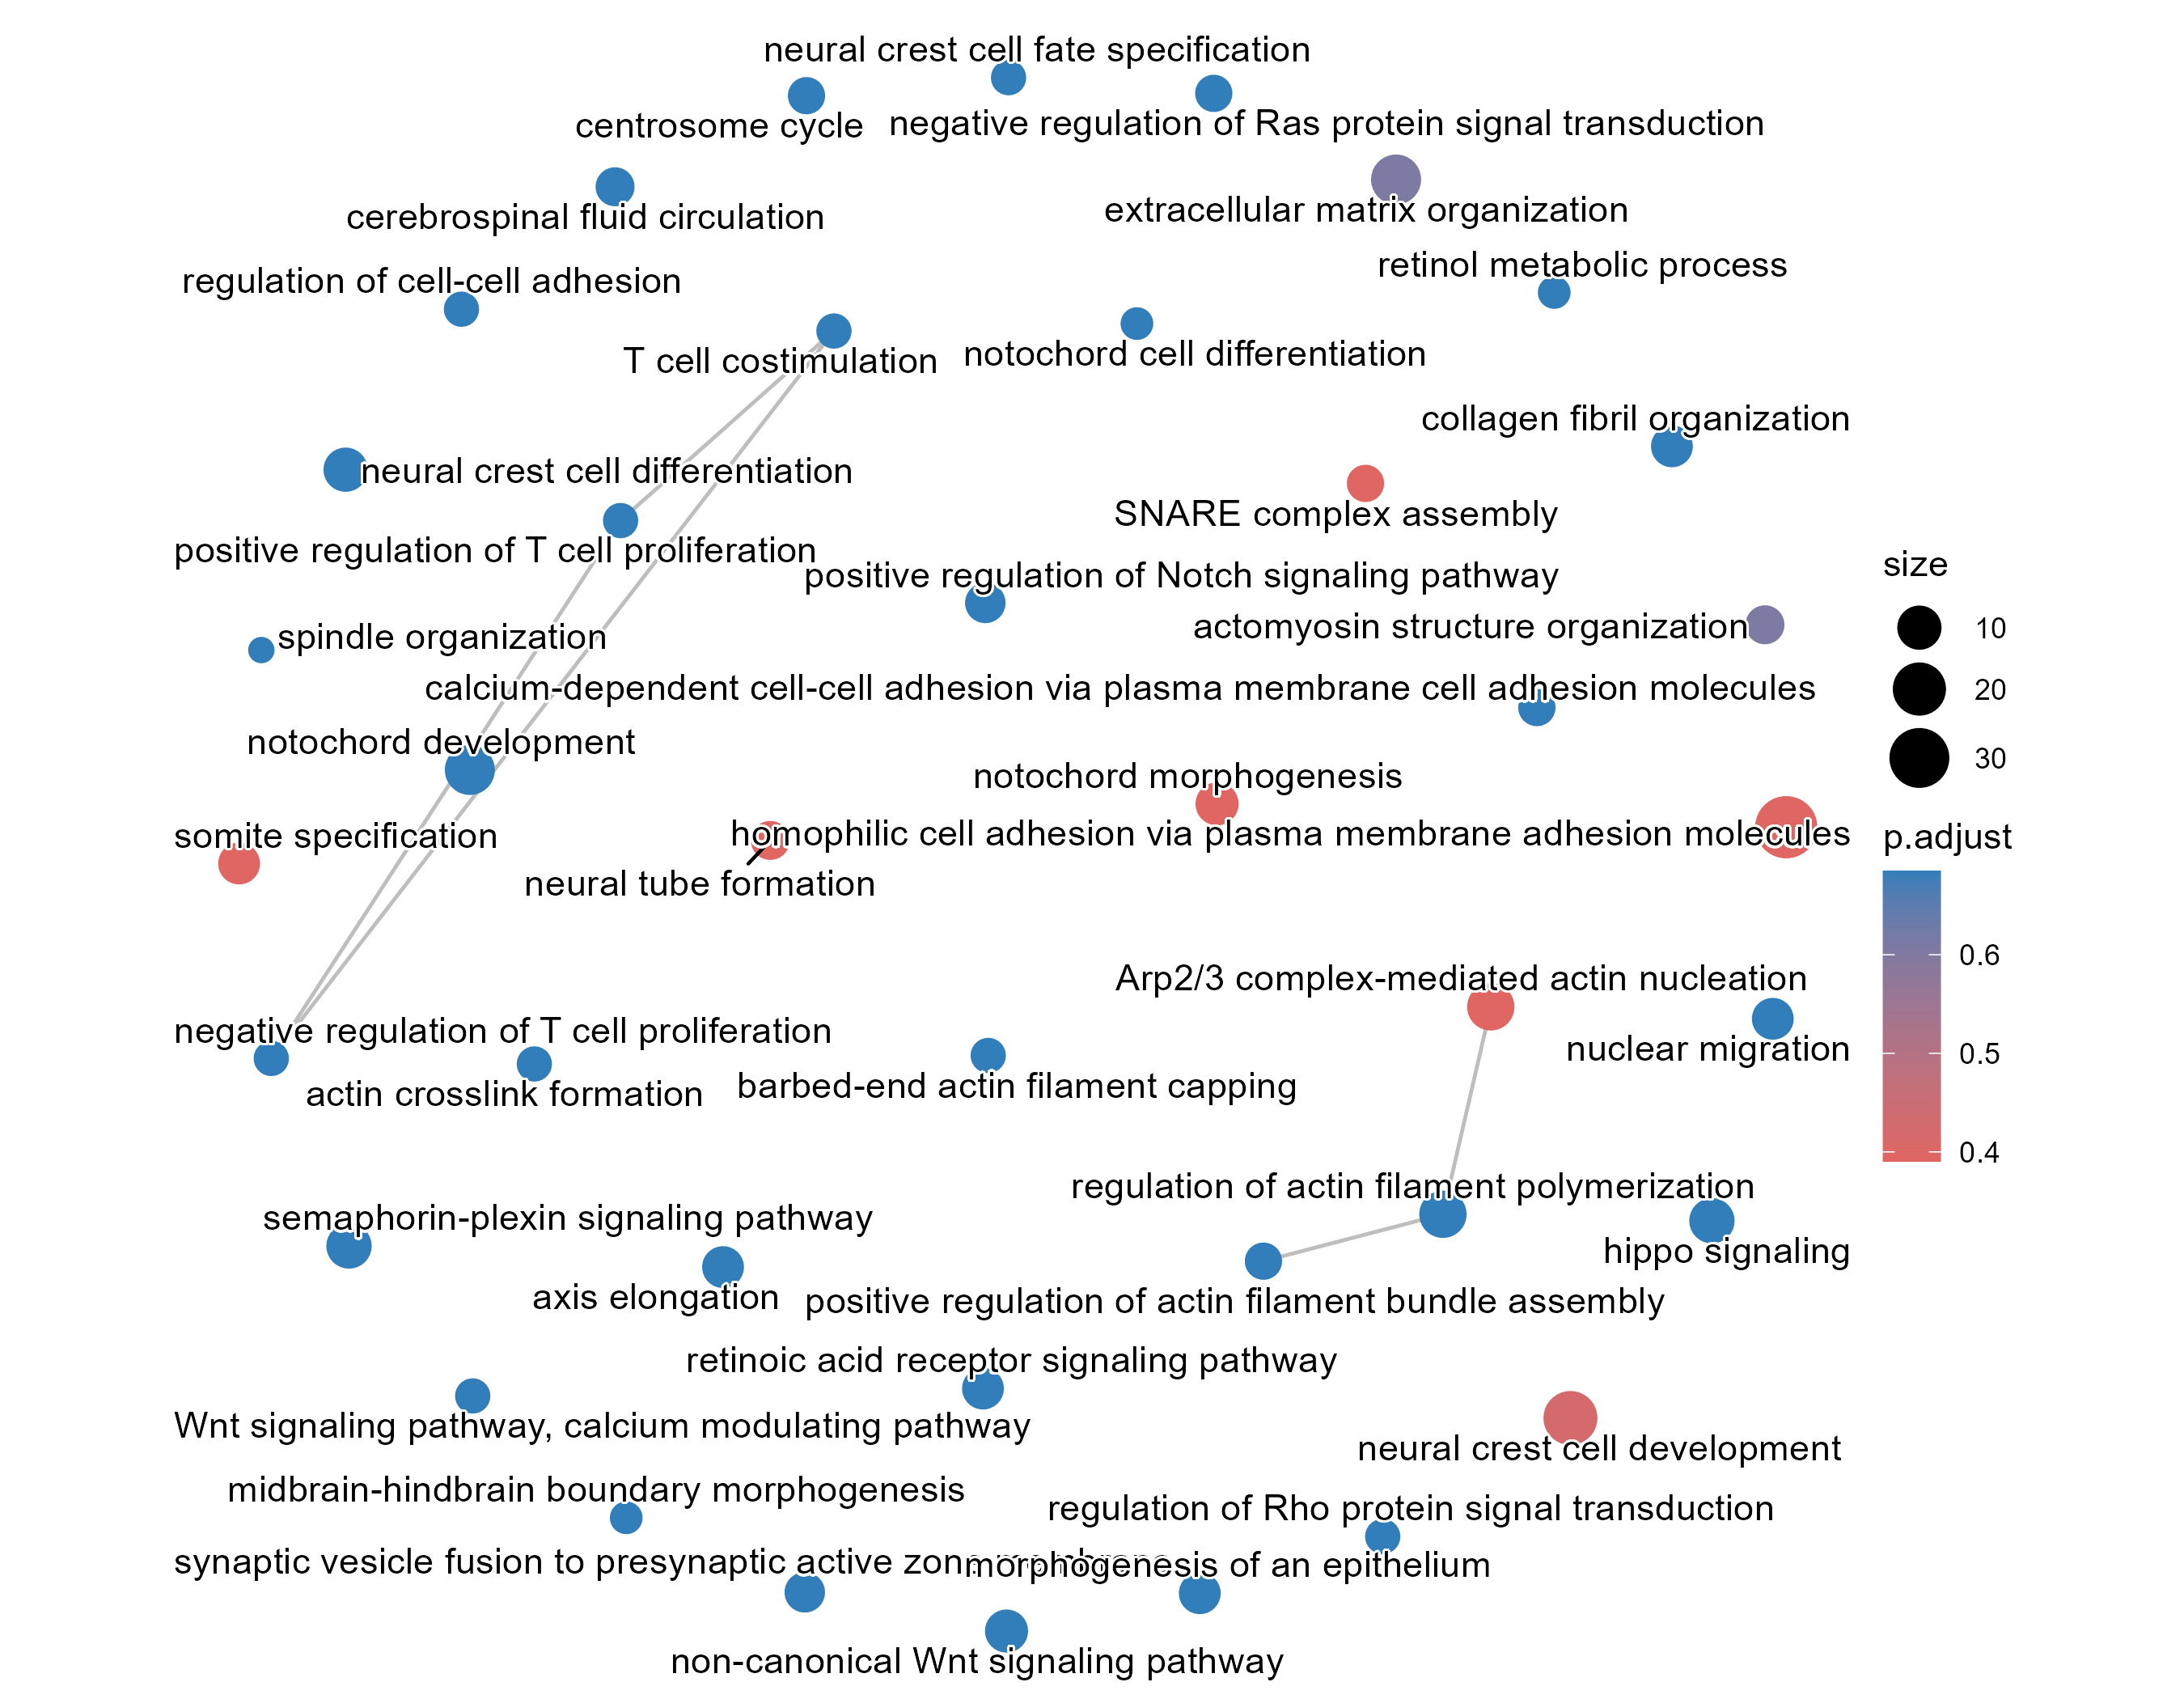 neural crest cell fate specification
centrosome cycle
negative regulation of Ras protein signal transduction
extracellular matrix organization
cerebrospinal fluid circulation
retinol metabolic process
regulation of cell-cell adhesion
T cell costimulation
notochord cell differentiation
collagen fibril organization
neural crest cell differentiation
SNARE complex assembly
positive regulation of T cell proliferation
positive regulation of Notch signaling pathway
actomyosin structure organization
spindle organization
calcium-dependent cell-cell adhesion via plasma membrane cell adhesion molecules
notochord development
notochord morphogenesis
somite specification
homophilic cell adhesion via plasma membrane adhesion molecules
neural tube formation
Arp2/3 complex-mediated actin nucleation
negative regulation of T cell proliferation
nuclear migration
actin crosslink formation
barbed-end actin filament capping
regulation of actin filament polymerization
semaphorin-plexin signaling pathway
hippo signaling
axis elongation
positive regulation of actin filament bundle assembly
retinoic acid receptor signaling pathway
Wnt signaling pathway, calcium modulating pathway
neural crest cell development
midbrain-hindbrain boundary morphogenesis
regulation of Rho protein signal transduction
synaptic vesicle fusion to presynaptic active
morphogenesis of an epithelium
non-canonical Wnt signaling pathway
size
10
20
30
p.adjust
0.6
0.5
0.4